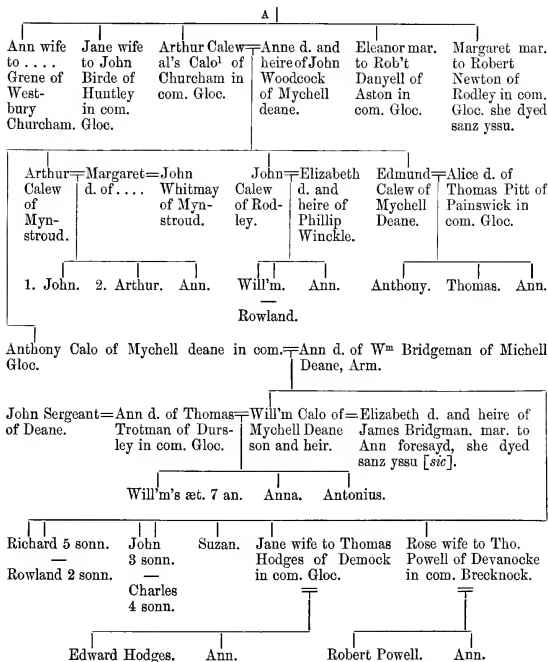 A
Ann wife
to . . . .
Grene of
West-
bury
Churcham.
Jane wife
to John
Birde of
Huntley
in com.
Gloc.
Arthur Calew
al's Calo¹ of
Churcham in
com. Gloc.
Anne d. and
heire of John
Woodcock
of Mychell
deane.
Eleanor mar.
to Rob't
Danyell of
Aston in
com. Gloc.
Margaret mar.
to Robert
Newton of
Rodley in com.
Gloc. she dyed
sanz yssu.
Arthur
Calew
of
Myn-
stroud.
Margaret
d. of . . . .
John
Whitmay
of Myn-
stroud.
John
Calew
of Rod-
ley.
Elizabeth
d. and
heire of
Phillip
Winckle.
Edmund
Calew of
Mychell
Deane.
Alice d. of
Thomas Pitt of
Painswick in
com. Gloc.
1. John. 2. Arthur. Ann.
Will'm. Ann.
Rowland.
Anthony. Thomas. Ann.
Anthony Calo of Mychell deane in com.
Gloc.
Ann d. of Wᵐ Bridgeman of Michell
Deane, Arm.
John Sergeant
of Deane.
Ann d. of Thomas
Trotman of Durs-
ley in com. Gloc.
Will'm Calo of
Mychell Deane
son and heir.
Elizabeth d. and heire of
James Bridgman. mar. to
Ann foresayd, she dyed
sanz yssu [sic].
Will'm's æt. 7 an. Anna. Antonius.
Richard 5 sonn.
—
Rowland 2 sonn.
John
3 sonn.
—
Charles
4 sonn.
Suzan.
Jane wife to Thomas
Hodges of Demock
in com. Gloc.
Rose wife to Tho.
Powell of Devanocke
in com. Brecknock.
Edward Hodges. Ann.
Robert Powell. Ann.